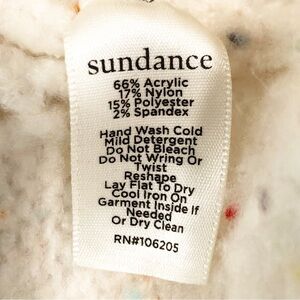 sundance
66% Acrylic
17% Nylon
15% Polyester
2% Spandex
Hand Wash Cold
Mild Detergent
Do Not Bleach
Do Not Wring Or
Twist
Reshape
Lay Flat To Dry
Cool Iron On
Garment Inside If
Needed
Or Dry Clean
RN#106205